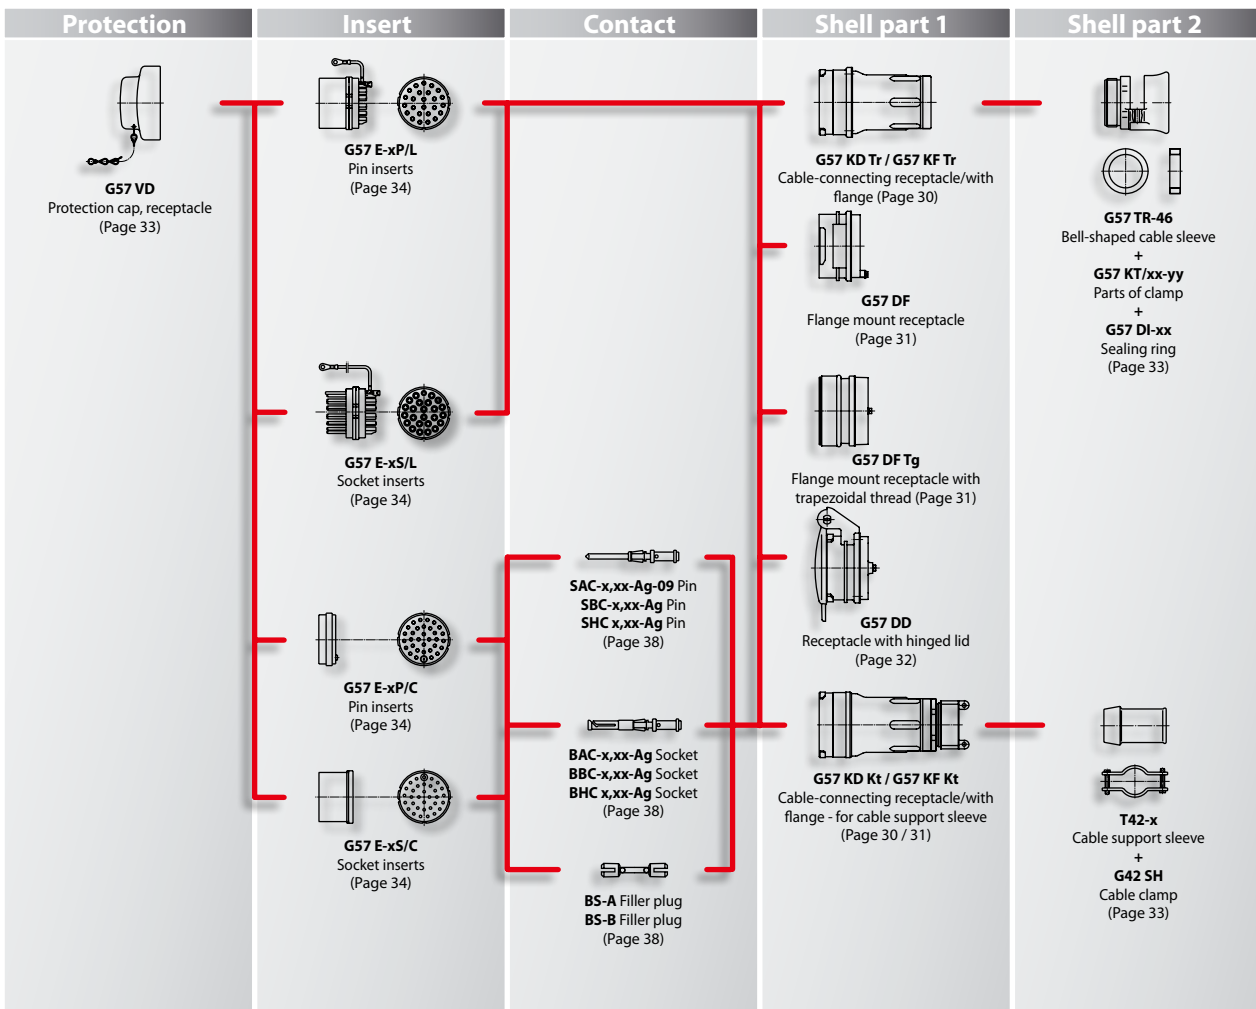 Protection
Insert
Contact
Shell part 1
Shell part 2
G57 VD
Protection cap, receptacle
(Page 33)
G57 E-xP/L
Pin inserts
(Page 34)
G57 E-xS/L
Socket inserts
(Page 34)
G57 E-xP/C
Pin inserts
(Page 34)
G57 E-xS/C
Socket inserts
(Page 34)
SAC-x,xx-Ag-09 Pin
SBC-x,xx-Ag Pin
SHC x,xx-Ag Pin
(Page 38)
BAC-x,xx-Ag Socket
BBC-x,xx-Ag Socket
BHC x,xx-Ag Socket
(Page 38)
BS-A Filler plug
BS-B Filler plug
(Page 38)
G57 KD Tr / G57 KF Tr
Cable-connecting receptacle/with
flange (Page 30)
G57 DF
Flange mount receptacle
(Page 31)
G57 DF Tg
Flange mount receptacle with
trapezoidal thread (Page 31)
G57 DD
Receptacle with hinged lid
(Page 32)
G57 KD Kt / G57 KF Kt
Cable-connecting receptacle/with
flange - for cable support sleeve
(Page 30 / 31)
G57 TR-46
Bell-shaped cable sleeve
+
G57 KT/xx-yy
Parts of clamp
+
G57 DI-xx
Sealing ring
(Page 33)
T42-x
Cable support sleeve
+
G42 SH
Cable clamp
(Page 33)